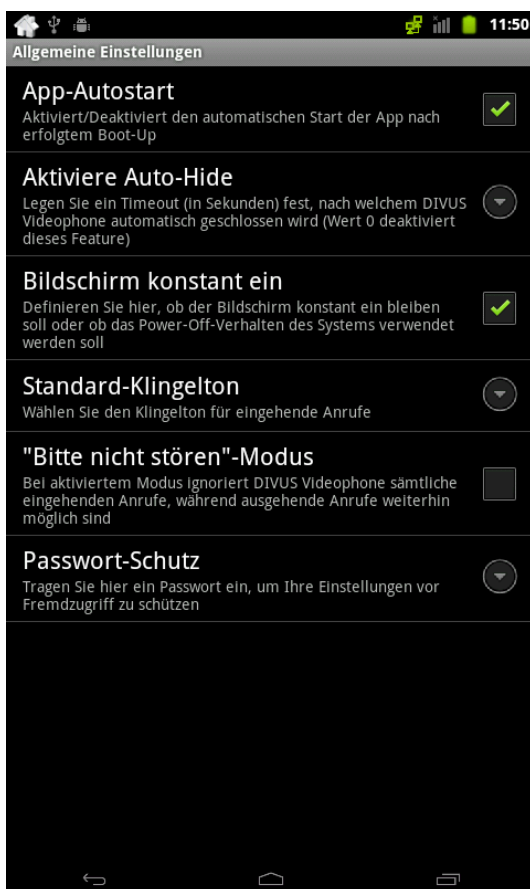 11:50
Allgemeine Einstellungen
App-Autostart
Aktiviert/Deaktiviert den automatischen Start der App nach
erfolgtem Boot-Up
Aktiviere Auto-Hide
Legen Sie ein Timeout (in Sekunden) fest, nach welchem DIVUS
Videophone automatisch geschlossen wird (Wert 0 deaktiviert
dieses Feature)
Bildschirm konstant ein
Definieren Sie hier, ob der Bildschirm konstant ein bleiben
soll oder ob das Power-Off-Verhalten des Systems verwendet
werden soll
Standard-Klingelton
Wählen Sie den Klingelton für eingehende Anrufe
"Bitte nicht stören"-Modus
Bei aktiviertem Modus ignoriert DIVUS Videophone sämtliche
eingehenden Anrufe, während ausgehende Anrufe weiterhin
möglich sind
Passwort-Schutz
Tragen Sie hier ein Passwort ein, um Ihre Einstellungen vor
Fremdzugriff zu schützen